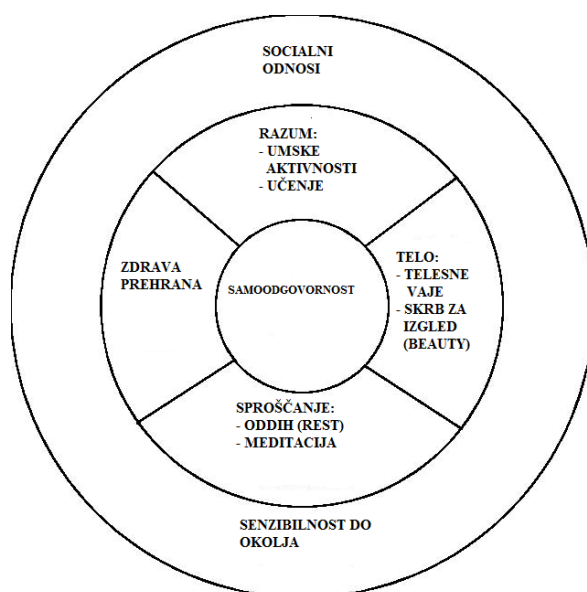 SOCIALNI
ODNOSI
RAZUM:
- UMSKE
AKTIVNOSTI
- UČENJE
ZDRAVA
PREHRANA
SAMOODGOVORNOST
TELO:
- TELESNE
VAJE
- SKRB ZA
IZGLED
(BEAUTY)
SPROŠČANJE:
- ODDIH (REST)
- MEDITACIJA
SENZIBILNOST DO
OKOLJA